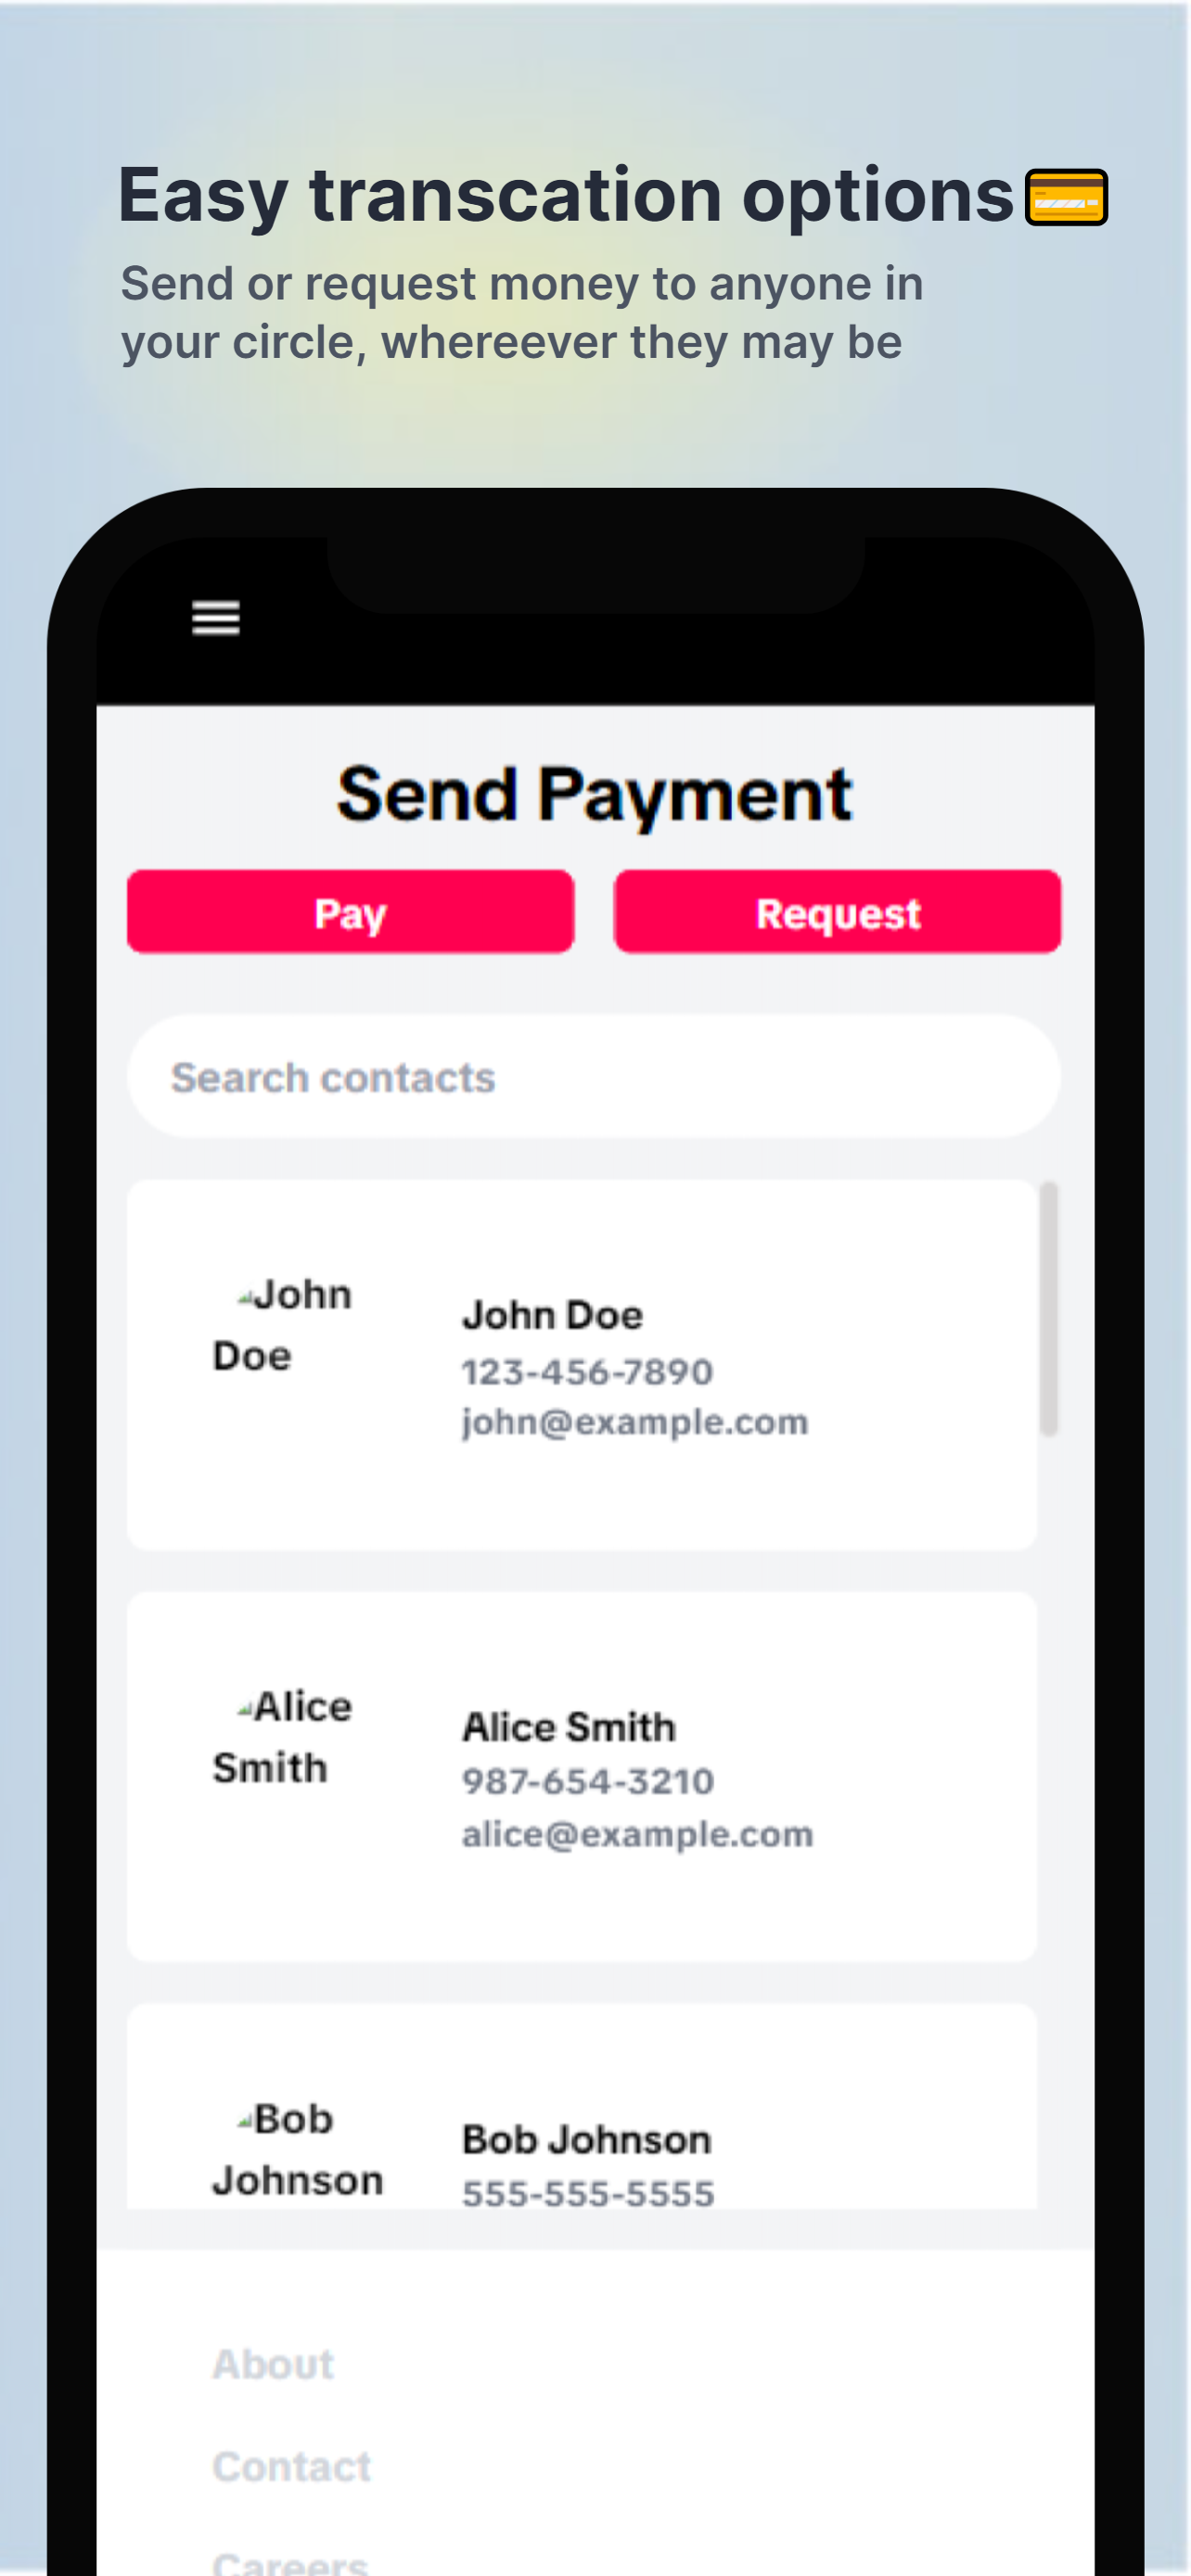 Easy transcation options
Send or request money to anyone in
your circle, whereever they may be
Send Payment
Pay
Request
Search contacts
John
Doe
John Doe
123-456-7890
john@example.com
Alice
Smith
Alice Smith
987-654-3210
alice@example.com
Bob
Johnson
Bob Johnson
555-555-5555
About
Contact
Careers